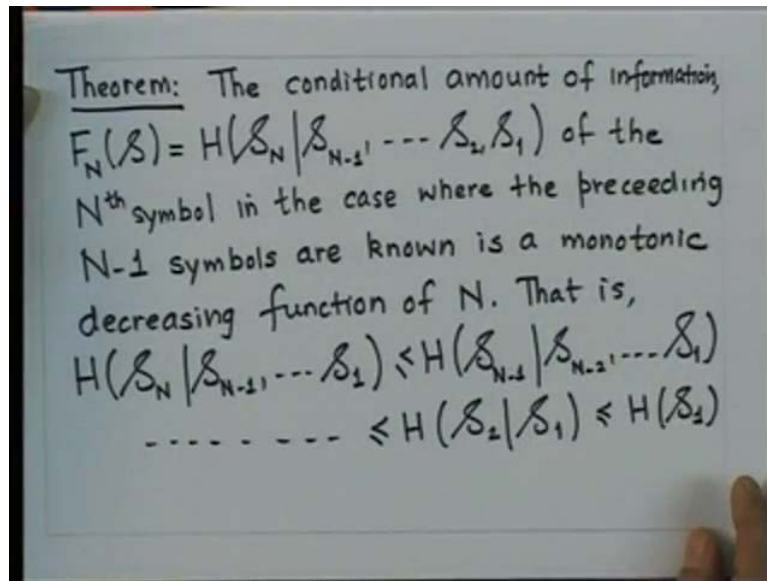 Theorem: The conditional amount of information,
F_N(S) = H(S_N|S_{N-1}, --- S_2, S_1) of the
Nth symbol in the case where the preceeding
N-1 symbols are known is a monotonic
decreasing function of N. That is,
H(S_N|S_{N-1}, --- S_1) ≤ H(S_{N-1}|S_{N-2}, --- S_1)
- - - - - - - - - ≤ H(S_2|S_1) ≤ H(S_1)